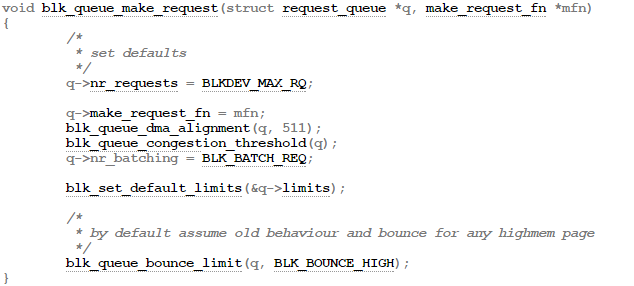 void blk_queue_make_request(struct request_queue *q, make_request_fn *mfn)
{
        /*
         * set defaults
         */
        q->nr_requests = BLKDEV_MAX_RQ;

        q->make_request_fn = mfn;
        blk_queue_dma_alignment(q, 511);
        blk_queue_congestion_threshold(q);
        q->nr_batching = BLK_BATCH_REQ;

        blk_set_default_limits(&q->limits);

        /*
         * by default assume old behaviour and bounce for any highmem page
         */
        blk_queue_bounce_limit(q, BLK_BOUNCE_HIGH);
}